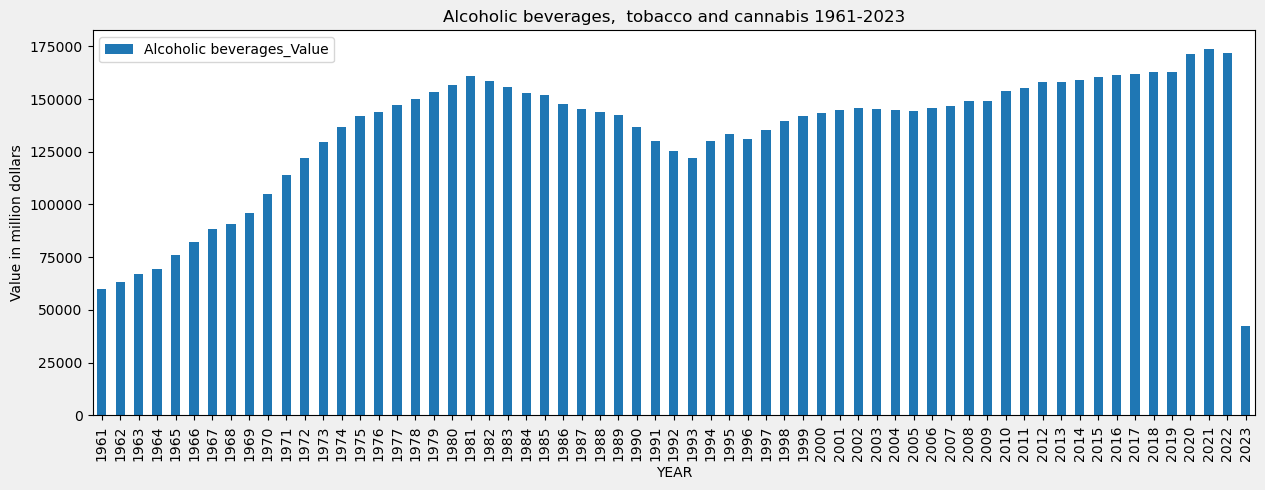 Alcoholic beverages,  tobacco and cannabis 1961-2023
Alcoholic beverages_Value
Value in million dollars
175000
150000
125000
100000
75000
50000
25000
0
1961 1962 1963 1964 1965 1966 1967 1968 1969 1970 1971 1972 1973 1974 1975 1976 1977 1978 1979 1980 1981 1982 1983 1984 1985 1986 1987 1988 1989 1990 1991 1992 1993 1994 1995 1996 1997 1998 1999 2000 2001 2002 2003 2004 2005 2006 2007 2008 2009 2010 2011 2012 2013 2014 2015 2016 2017 2018 2019 2020 2021 2022 2023
YEAR